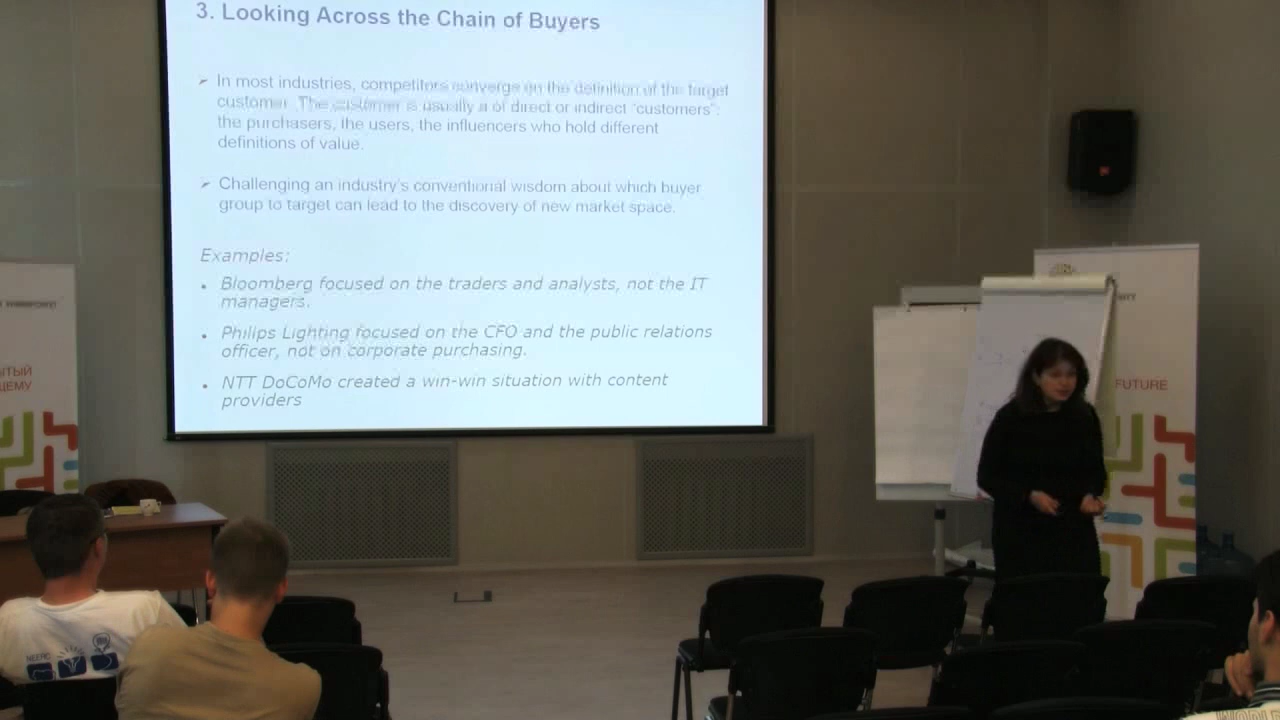 3. Looking Across the Chain of Buyers
In most industries, competitors converge on the definition of the target
customer. The customer is usually a of direct or indirect "customers":
the purchasers, the users, the influencers who hold different
definitions of value.
Challenging an industry's conventional wisdom about which buyer
group to target can lead to the discovery of new market space.
Examples:
Bloomberg focused on the traders and analysts, not the IT
managers.
Philips Lighting focused on the CFO and the public relations
officer, not on corporate purchasing.
NTT DoCoMo created a win-win situation with content
providers
ЫТЫЙ
ЩЕМУ
FUTURE
NEERC